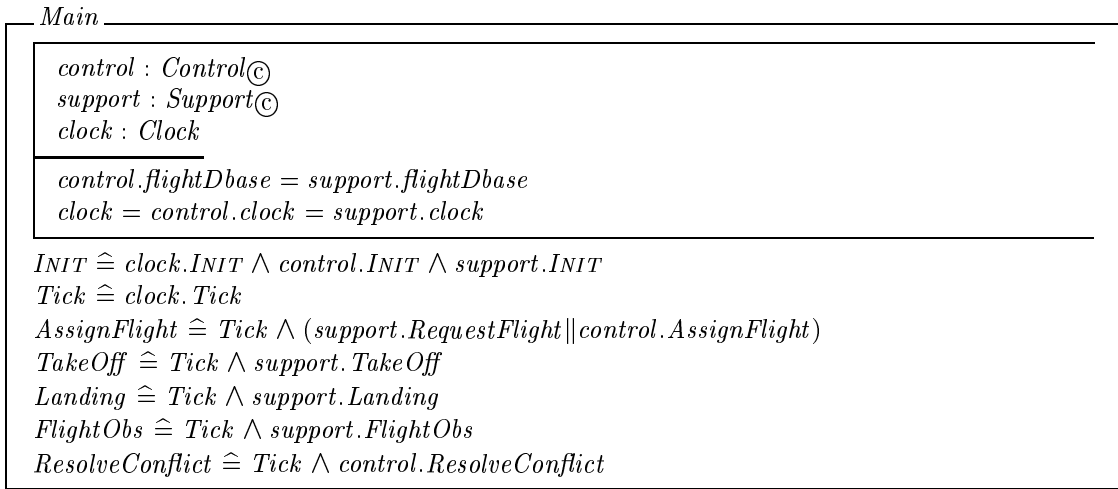 Main
control : Control©
support : Support©
clock : Clock
control.flightDbase = support.flightDbase
clock = control.clock = support.clock
INIT ≙ clock.INIT ∧ control.INIT ∧ support.INIT
Tick ≙ clock.Tick
AssignFlight ≙ Tick ∧ (support.RequestFlight||control.AssignFlight)
TakeOff ≙ Tick ∧ support.TakeOff
Landing ≙ Tick ∧ support.Landing
FlightObs ≙ Tick ∧ support.FlightObs
ResolveConflict ≙ Tick ∧ control.ResolveConflict